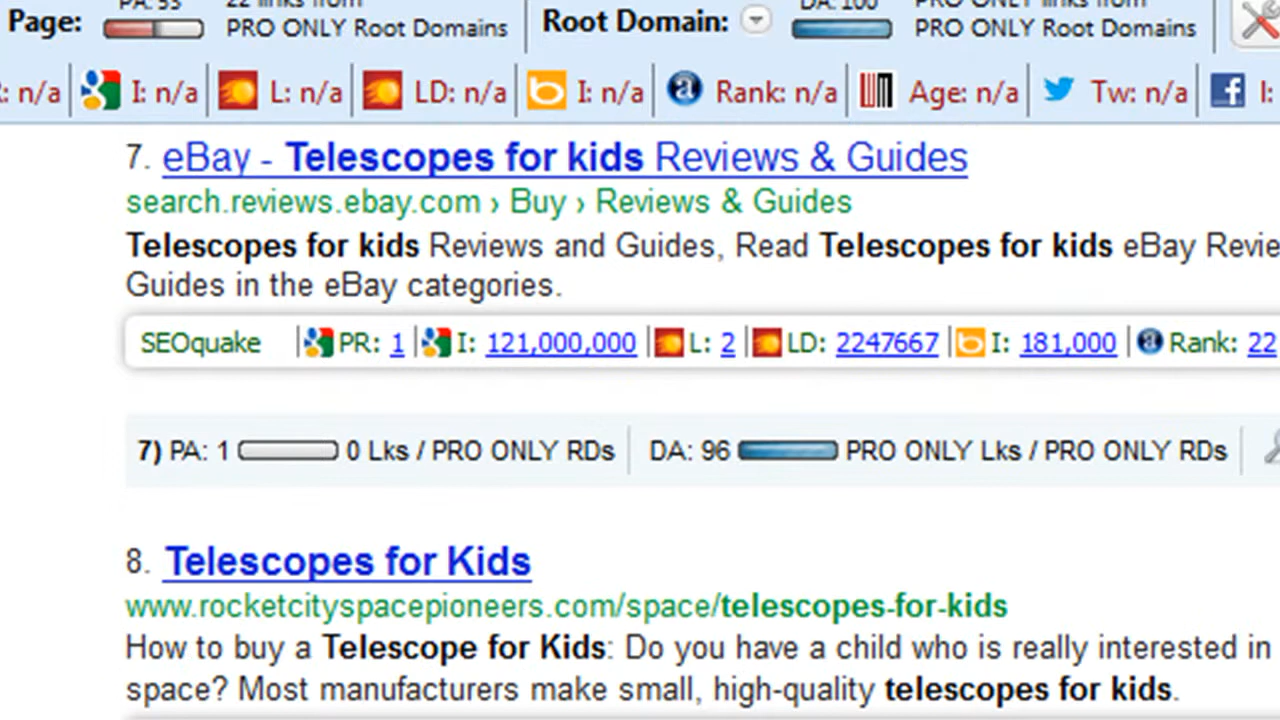 Page: PA: 53 22 links from PRO ONLY Root Domains Root Domain: DA: 100 PRO ONLY links from PRO ONLY Root Domains
: n/a I: n/a L: n/a LD: n/a I: n/a Rank: n/a Age: n/a Tw: n/a I:
7. eBay - Telescopes for kids Reviews & Guides
search.reviews.ebay.com › Buy › Reviews & Guides
Telescopes for kids Reviews and Guides, Read Telescopes for kids eBay Revie
Guides in the eBay categories.
SEOquake PR: 1 I: 121,000,000 L: 2 LD: 2247667 I: 181,000 Rank: 22
7) PA: 1 0 Lks / PRO ONLY RDs DA: 96 PRO ONLY Lks / PRO ONLY RDs
8. Telescopes for Kids
www.rocketcityspacepioneers.com/space/telescopes-for-kids
How to buy a Telescope for Kids: Do you have a child who is really interested in
space? Most manufacturers make small, high-quality telescopes for kids.